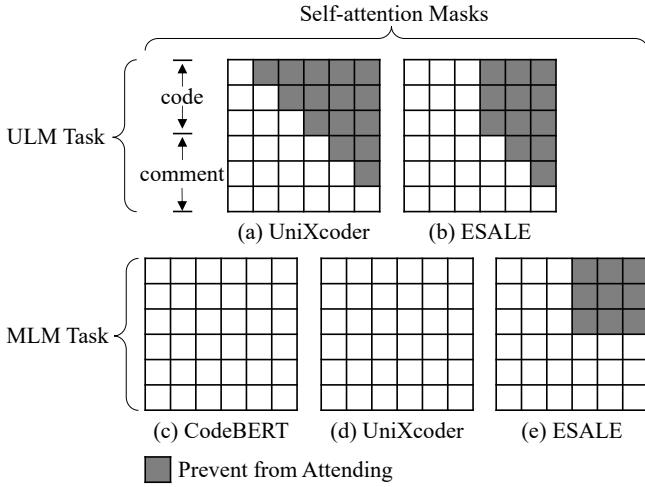 Self-attention Masks
ULM Task
code
comment
(a) UniXcoder
(b) ESALE
MLM Task
(c) CodeBERT
(d) UniXcoder
(e) ESALE
Prevent from Attending